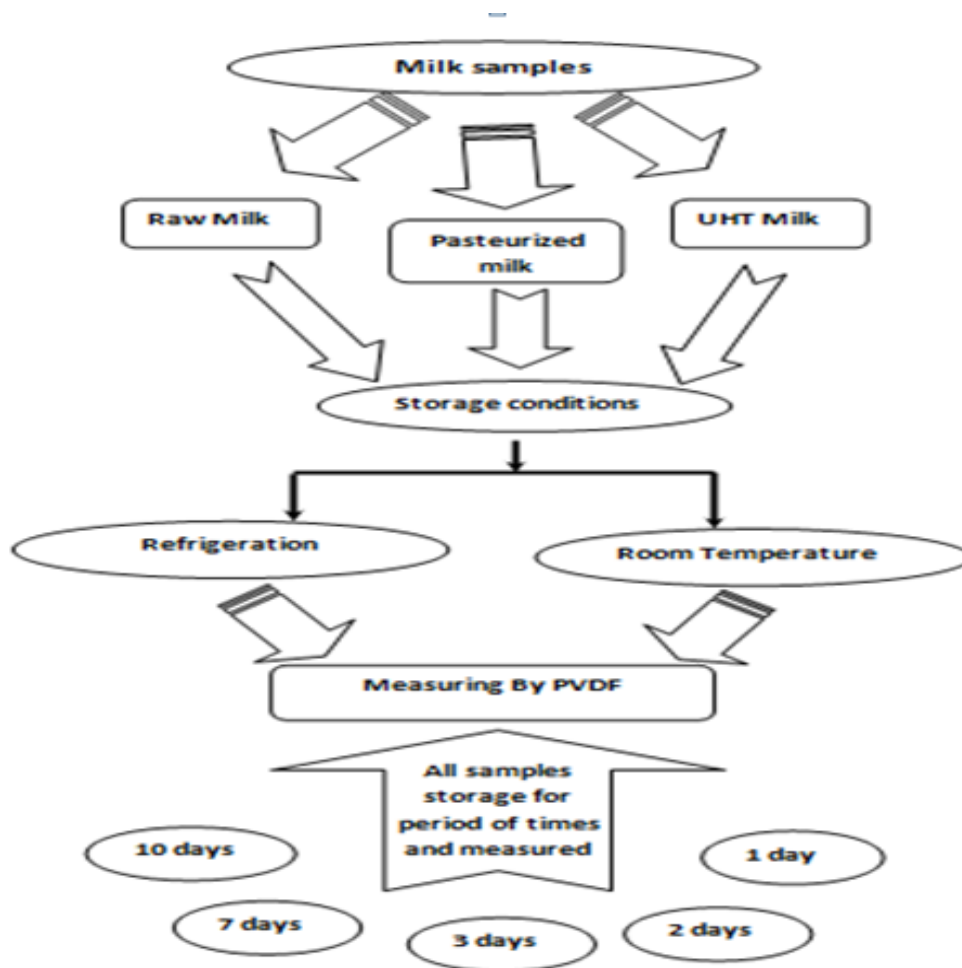 Milk samples
Raw Milk
Pasteurized
milk
UHT Milk
Storage conditions
Refrigeration
Room Temperature
Measuring By PVDF
All samples
storage for
period of times
and measured
10 days
1 day
7 days
3 days
2 days